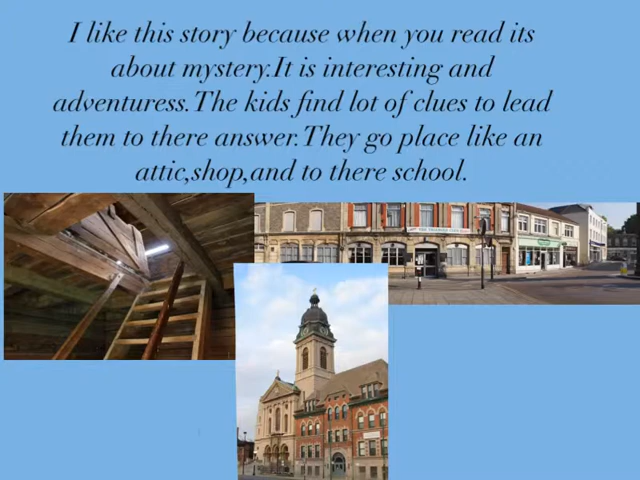 I like this story because when you read its
about mystery.It is interesting and
adventuress.The kids find lot of clues to lead
them to there answer.They go place like an
attic,shop,and to there school.